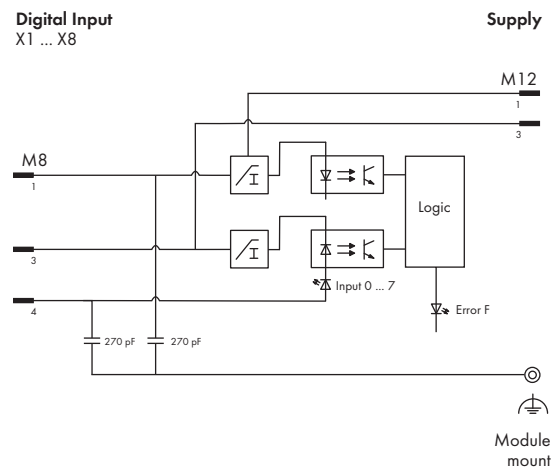 Digital Input
X1 ... X8
Supply
M12
1
3
M8
1
I
Logic
3
I
4
Input 0 ... 7
Error F
270 pF
270 pF
Module
mount